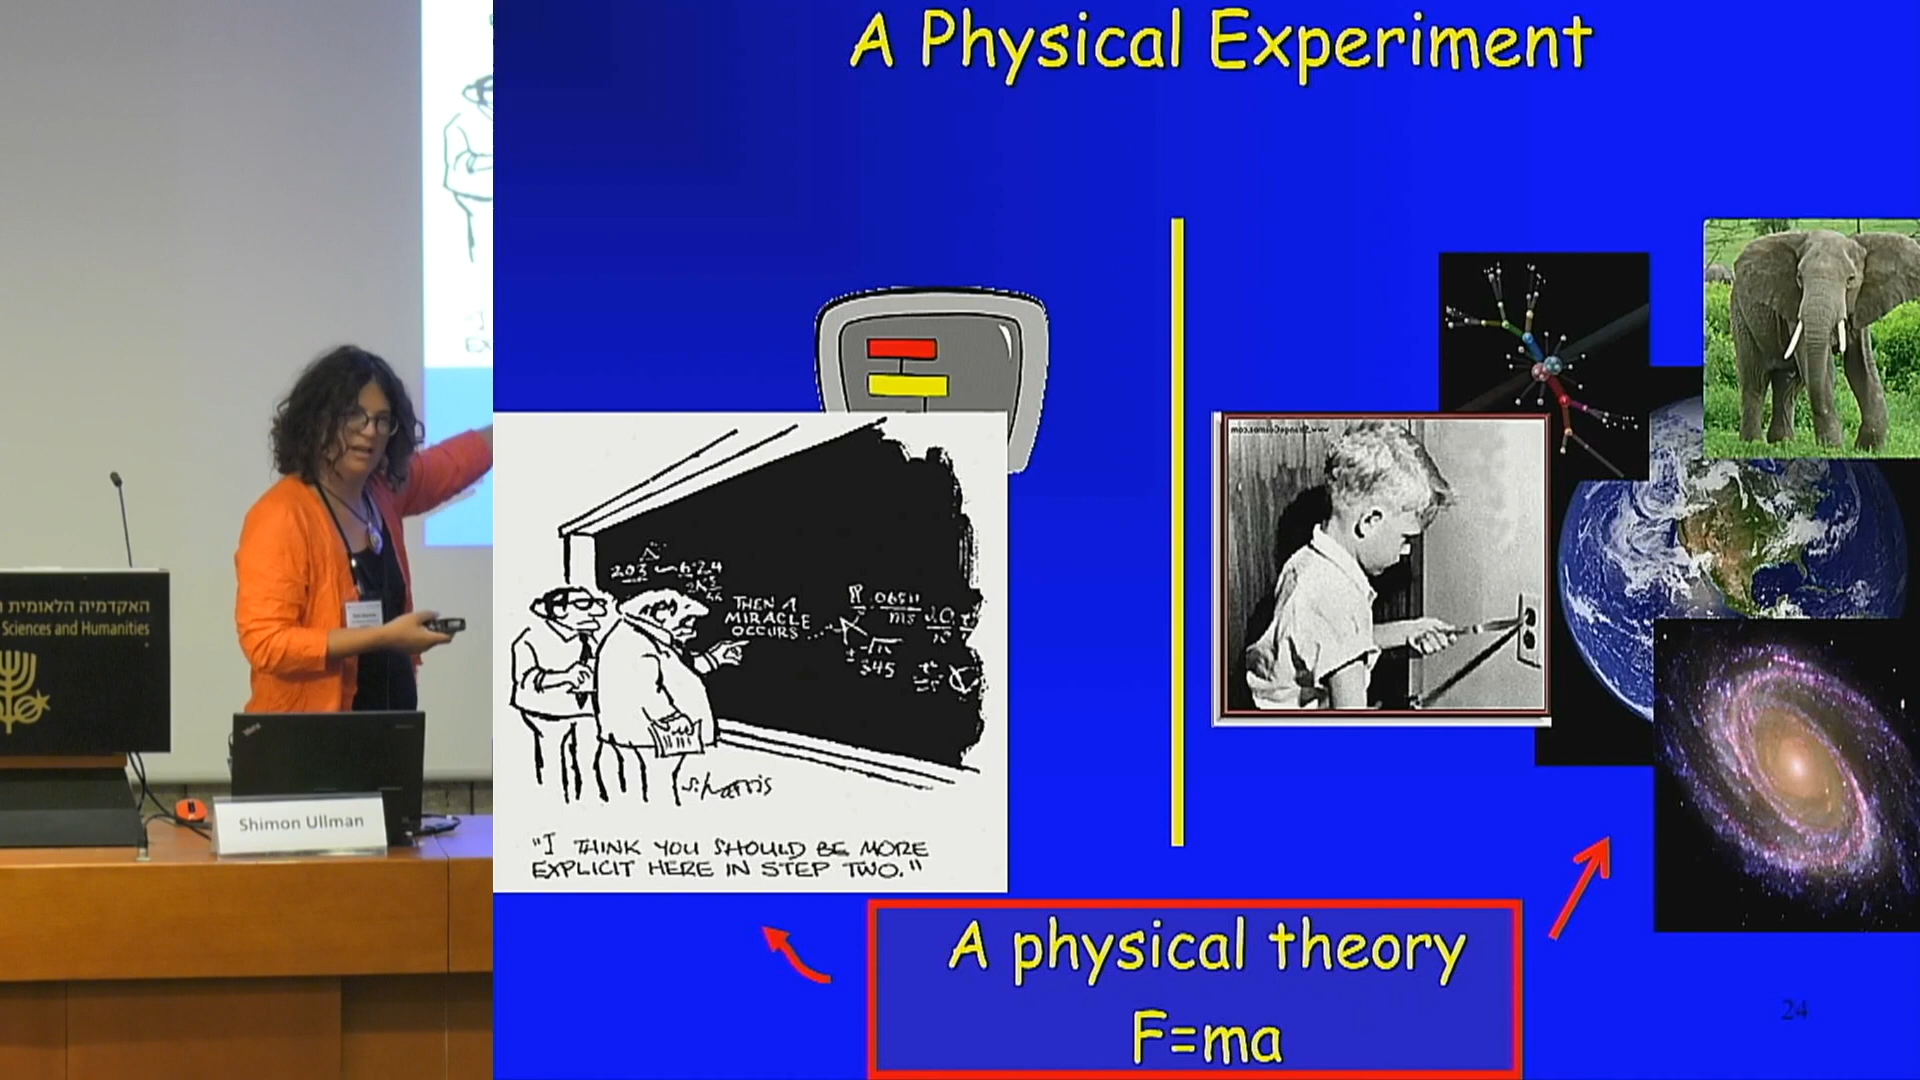 A Physical Experiment
האקדמיה הלאומית
Sciences and Humanities
Shimon Ullman
THEN A
MIRACLE
OCCURS...
S. Harris
"I THINK YOU SHOULD BE MORE
EXPLICIT HERE IN STEP TWO."
A physical theory
F=ma
24